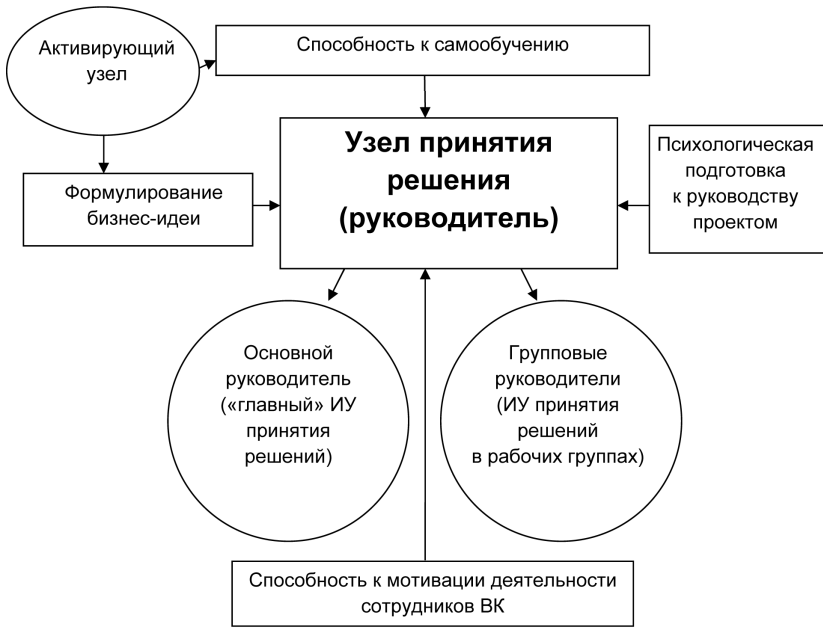 Активирующий
узел
Способность к самообучению
Узел принятия
решения
(руководитель)
Психологическая
подготовка
к руководству
проектом
Формулирование
бизнес-идеи
Основной
руководитель
(«главный» ИУ
принятия
решений)
Групповые
руководители
(ИУ принятия
решений
в рабочих группах)
Способность к мотивации деятельности
сотрудников ВК